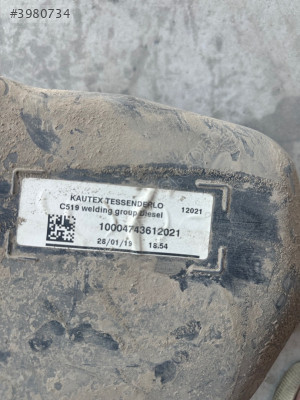 #3980734
KAUTEX TESSENDERLO
C519 welding group Diesel 12021
10004743612021
28/01/19 18:54